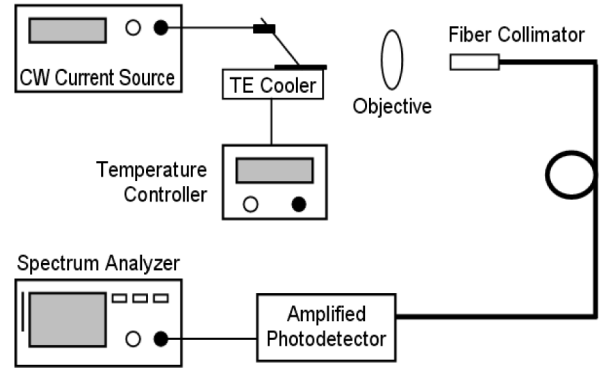 CW Current Source
TE Cooler
Objective
Fiber Collimator
Temperature
Controller
Spectrum Analyzer
Amplified
Photodetector